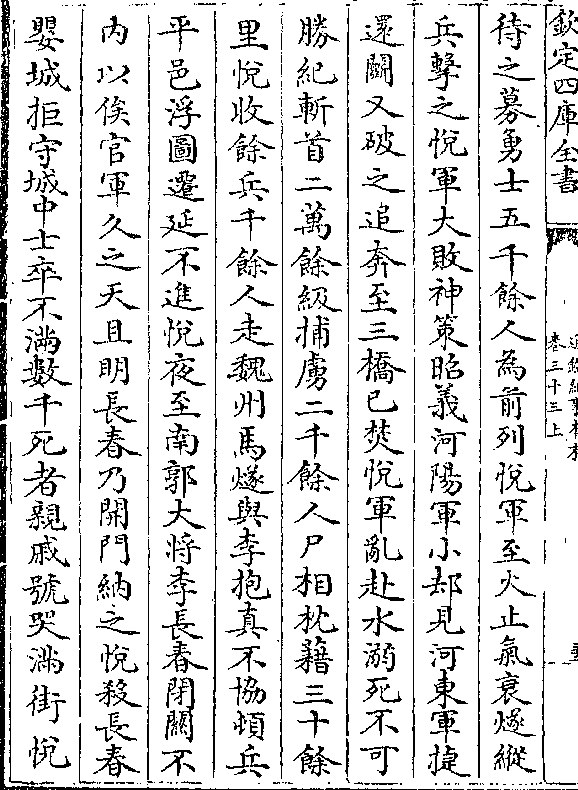 欽定四庫全書
卷三十三上
待之募勇士五千餘人為前列悅軍至火止氣衰燧縱
兵擊之悅軍大敗神策昭義河陽軍小却見河東軍捷
還鬭又破之追奔至三橋已焚悅軍亂赴水溺死不可
勝紀斬首二萬餘級捕虜二千餘人尸相枕藉三十餘
里悅收餘兵千餘人走魏州馬燧與李抱真不協頓兵
平邑浮圖遷延不進悅夜至南郭大將李長春閉關不
内以俟官軍久之天且明長春乃開門納之悅殺長春
嬰城拒守城中士卒不滿數千死者親戚號哭滿街悅